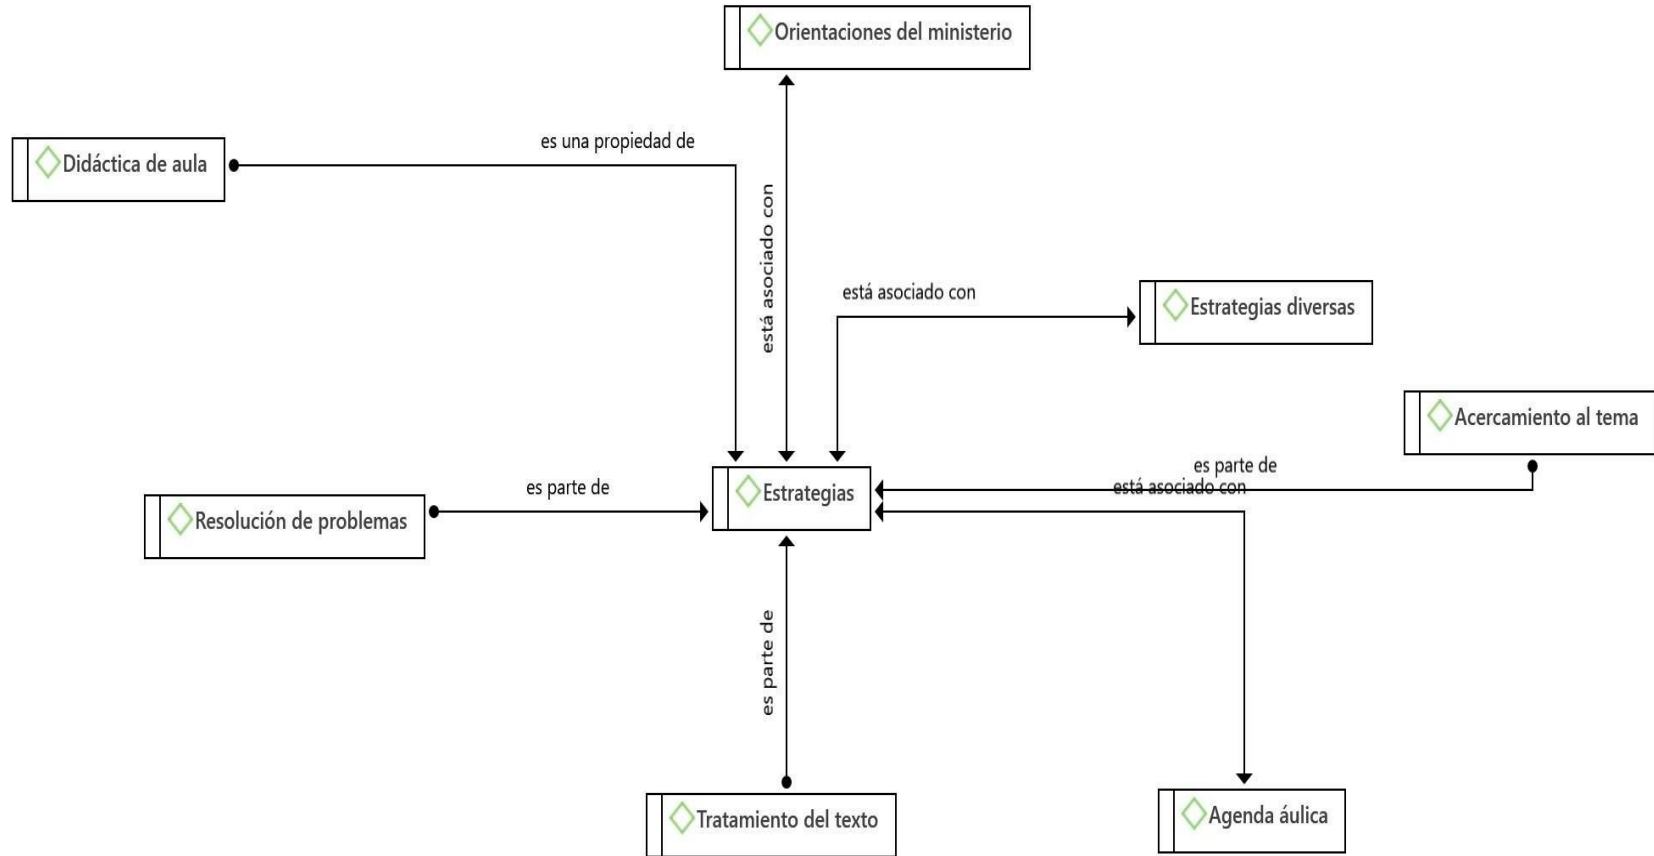 Orientaciones del ministerio
es una propiedad de
Didáctica de aula
está asociado con
está asociado con
Estrategias diversas
Acercamiento al tema
es parte de
está asociado con
es parte de
Estrategias
Resolución de problemas
es parte de
Tratamiento del texto
Agenda áulica